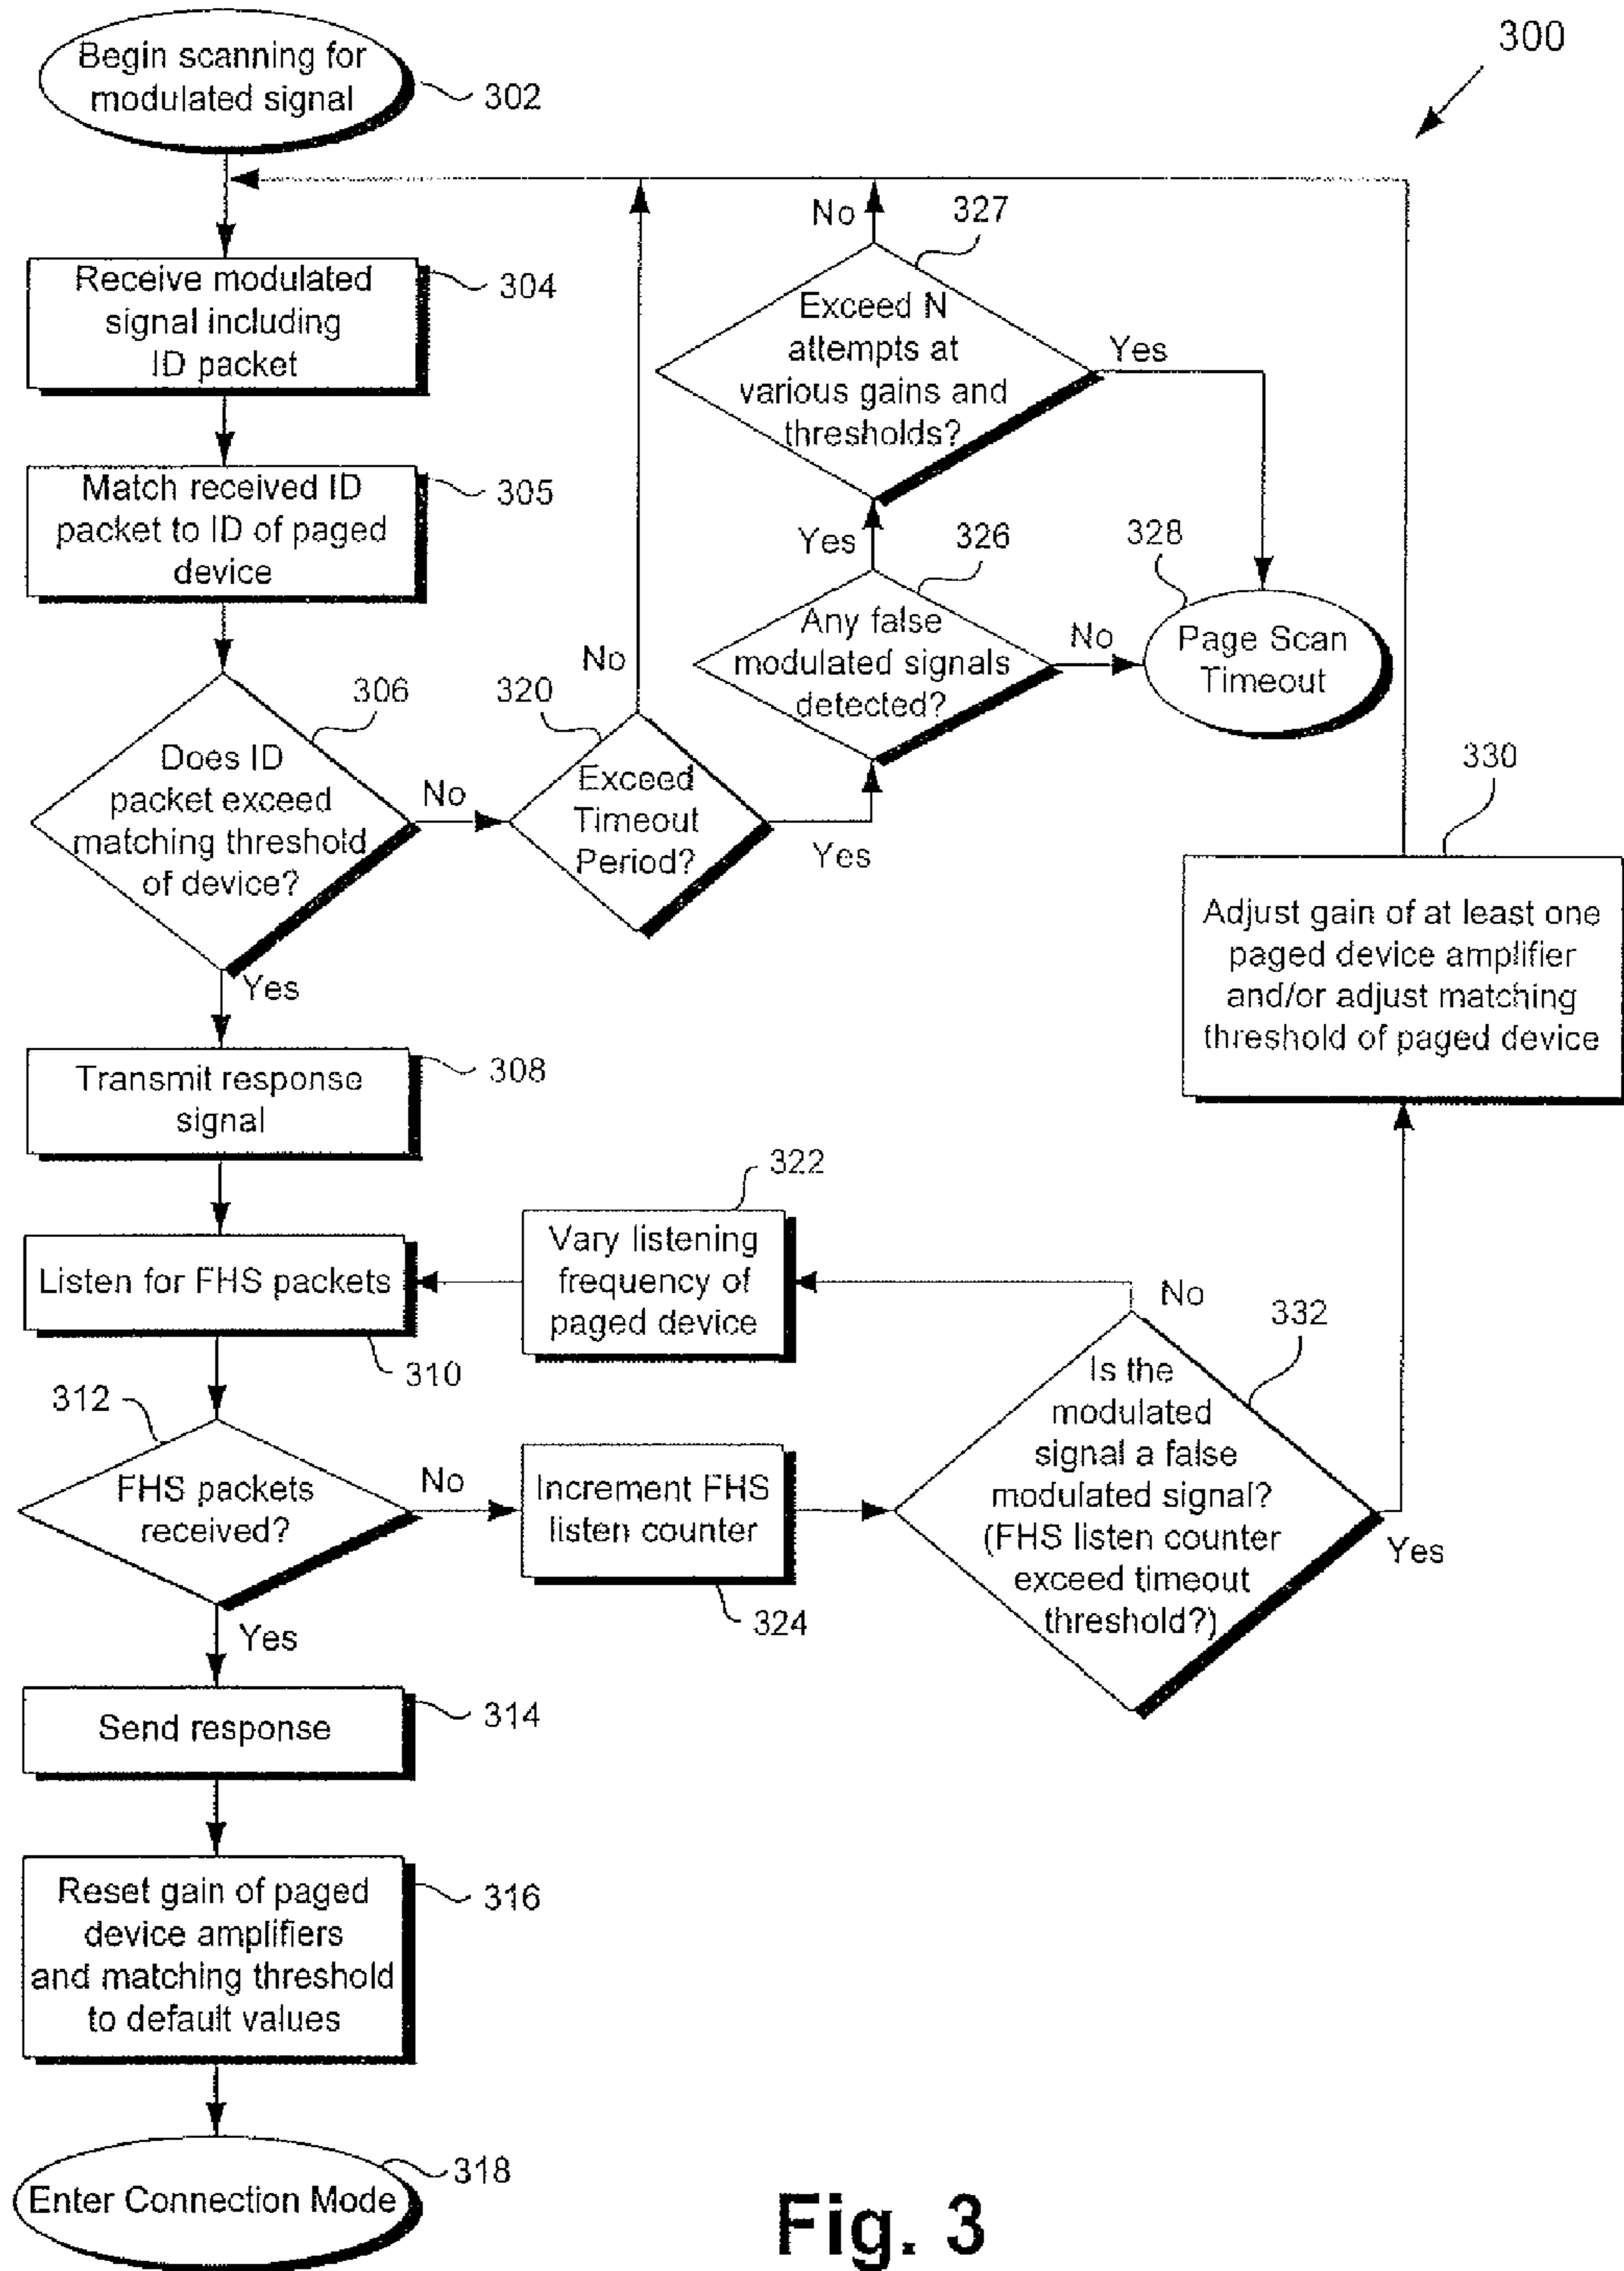 Begin scanning for
modulated signal
302
300
Receive modulated
signal including
ID packet
304
No
327
Exceed N
attempts at
various gains and
thresholds?
Yes
Match received ID
packet to ID of paged
device
305
Yes
326
328
Any false
modulated signals
detected?
No
Page Scan
Timeout
306
Does ID
packet exceed
matching threshold
of device?
No
320
No
Exceed
Timeout
Period?
Yes
330
Adjust gain of at least one
paged device amplifier
and/or adjust matching
threshold of paged device
Yes
Transmit response
signal
308
322
Vary listening
frequency of
paged device
Listen for FHS packets
310
No
332
Is the
modulated
signal a false
modulated signal?
(FHS listen counter
exceed timeout
threshold?)
Yes
312
FHS packets
received?
No
Increment FHS
listen counter
324
Yes
Send response
314
Reset gain of paged
device amplifiers
and matching threshold
to default values
316
Enter Connection Mode
318
Fig. 3